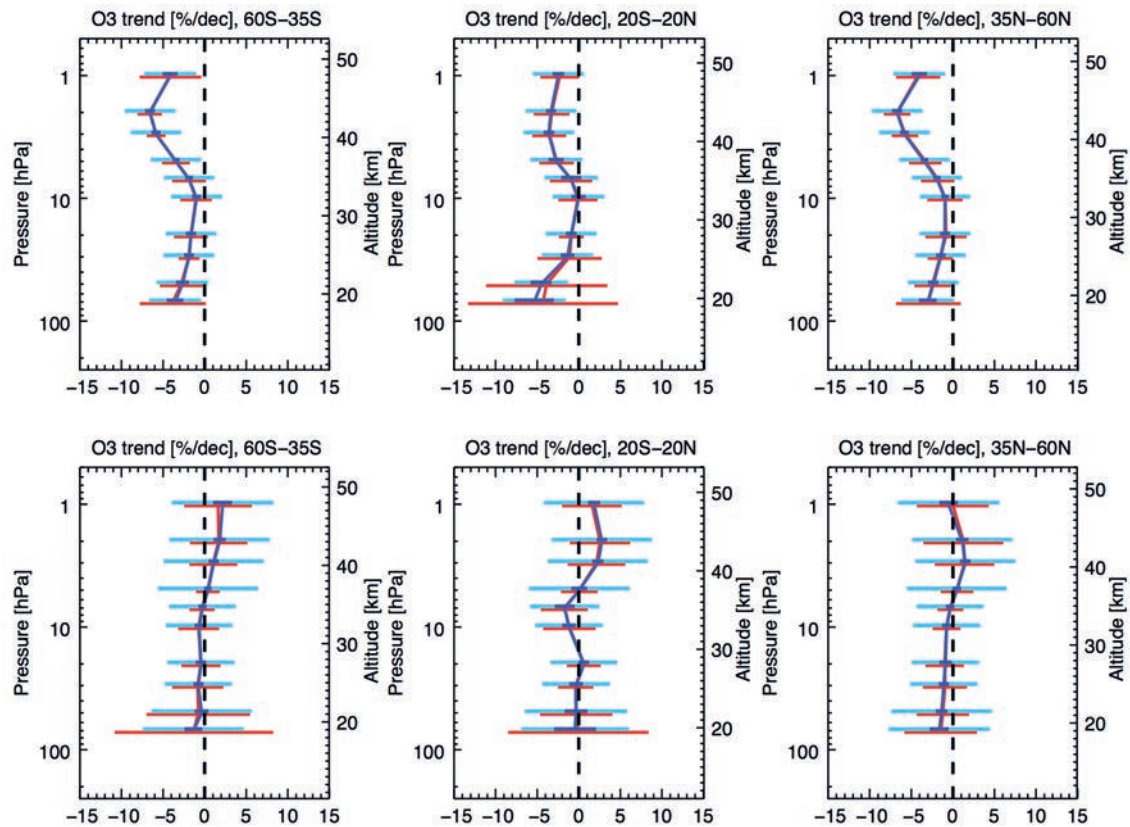 O3 trend [%/dec], 60S−35S
O3 trend [%/dec], 20S−20N
O3 trend [%/dec], 35N−60N
Pressure [hPa]
1
10
100
Altitude [km]
50
40
30
20
Pressure [hPa]
1
10
100
Altitude [km]
50
40
30
20
Pressure [hPa]
1
10
100
Altitude [km]
50
40
30
20
−15 −10 −5 0 5 10 15
−15 −10 −5 0 5 10 15
−15 −10 −5 0 5 10 15
O3 trend [%/dec], 60S−35S
O3 trend [%/dec], 20S−20N
O3 trend [%/dec], 35N−60N
Pressure [hPa]
1
10
100
Altitude [km]
50
40
30
20
Pressure [hPa]
1
10
100
Altitude [km]
50
40
30
20
Pressure [hPa]
1
10
100
Altitude [km]
50
40
30
20
−15 −10 −5 0 5 10 15
−15 −10 −5 0 5 10 15
−15 −10 −5 0 5 10 15